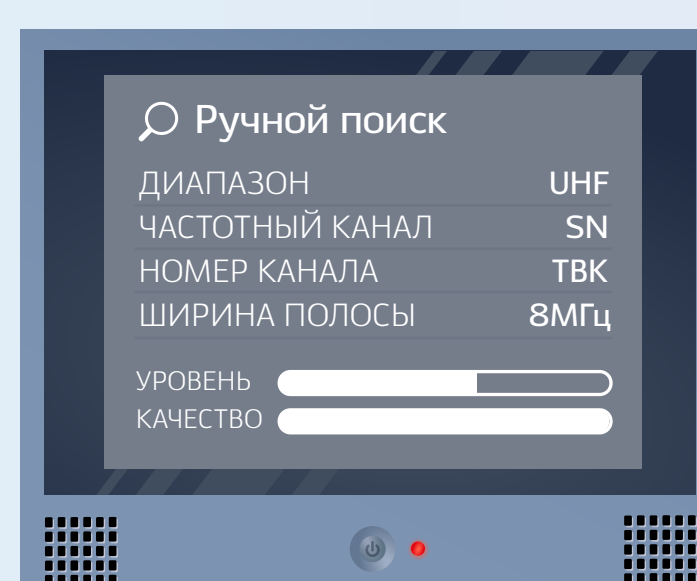 Ручной поиск
ДИАПАЗОН UHF
ЧАСТОТНЫЙ КАНАЛ SN
НОМЕР КАНАЛА ТВК
ШИРИНА ПОЛОСЫ 8МГц
УРОВЕНЬ
КАЧЕСТВО